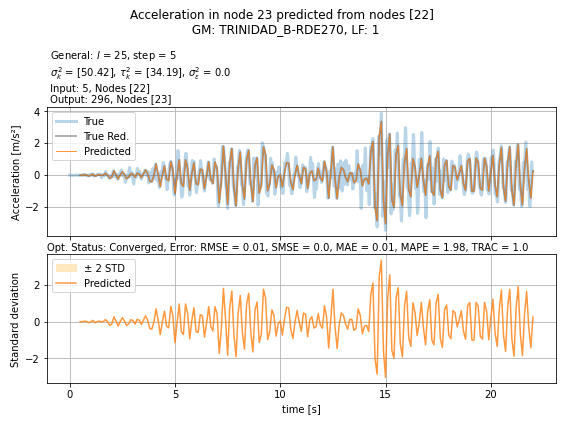 Acceleration in node 23 predicted from nodes [22]
GM: TRINIDAD_B-RDE270, LF: 1
General: l = 25, step = 5
σ²ₖ = [50.42], τ²ₖ = [34.19], σ²ε = 0.0
Input: 5, Nodes [22]
Output: 296, Nodes [23]
True
True Red.
Predicted
Acceleration [m/s²]
4
2
0
−2
Opt. Status: Converged, Error: RMSE = 0.01, SMSE = 0.0, MAE = 0.01, MAPE = 1.98, TRAC = 1.0
± 2 STD
Predicted
Standard deviation
2
0
−2
0 5 10 15 20
time [s]